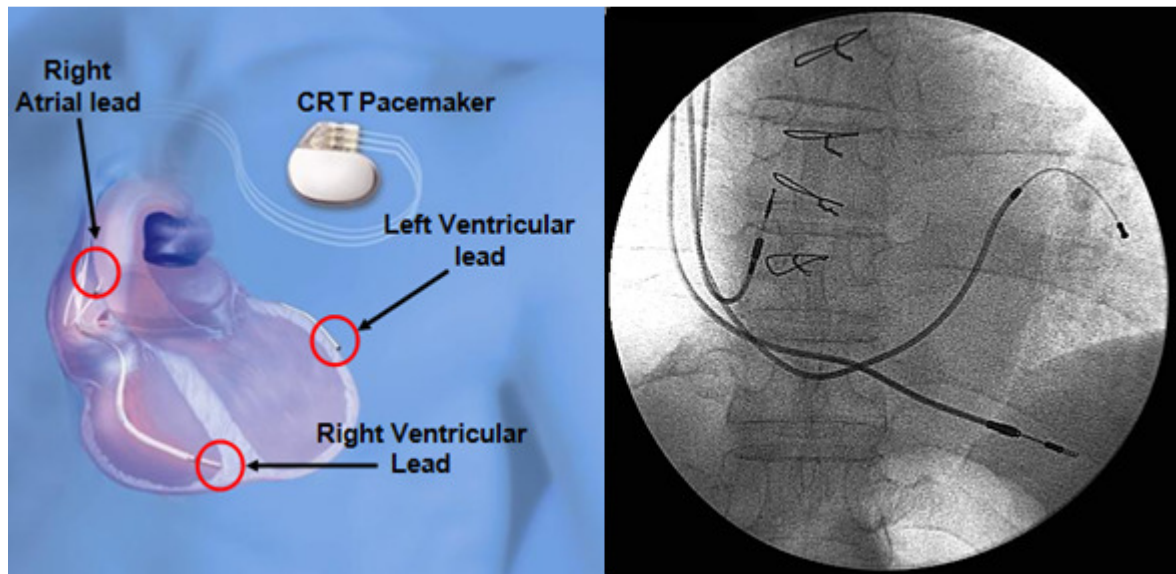 Right
Atrial lead
CRT Pacemaker
Left Ventricular
lead
Right Ventricular
Lead